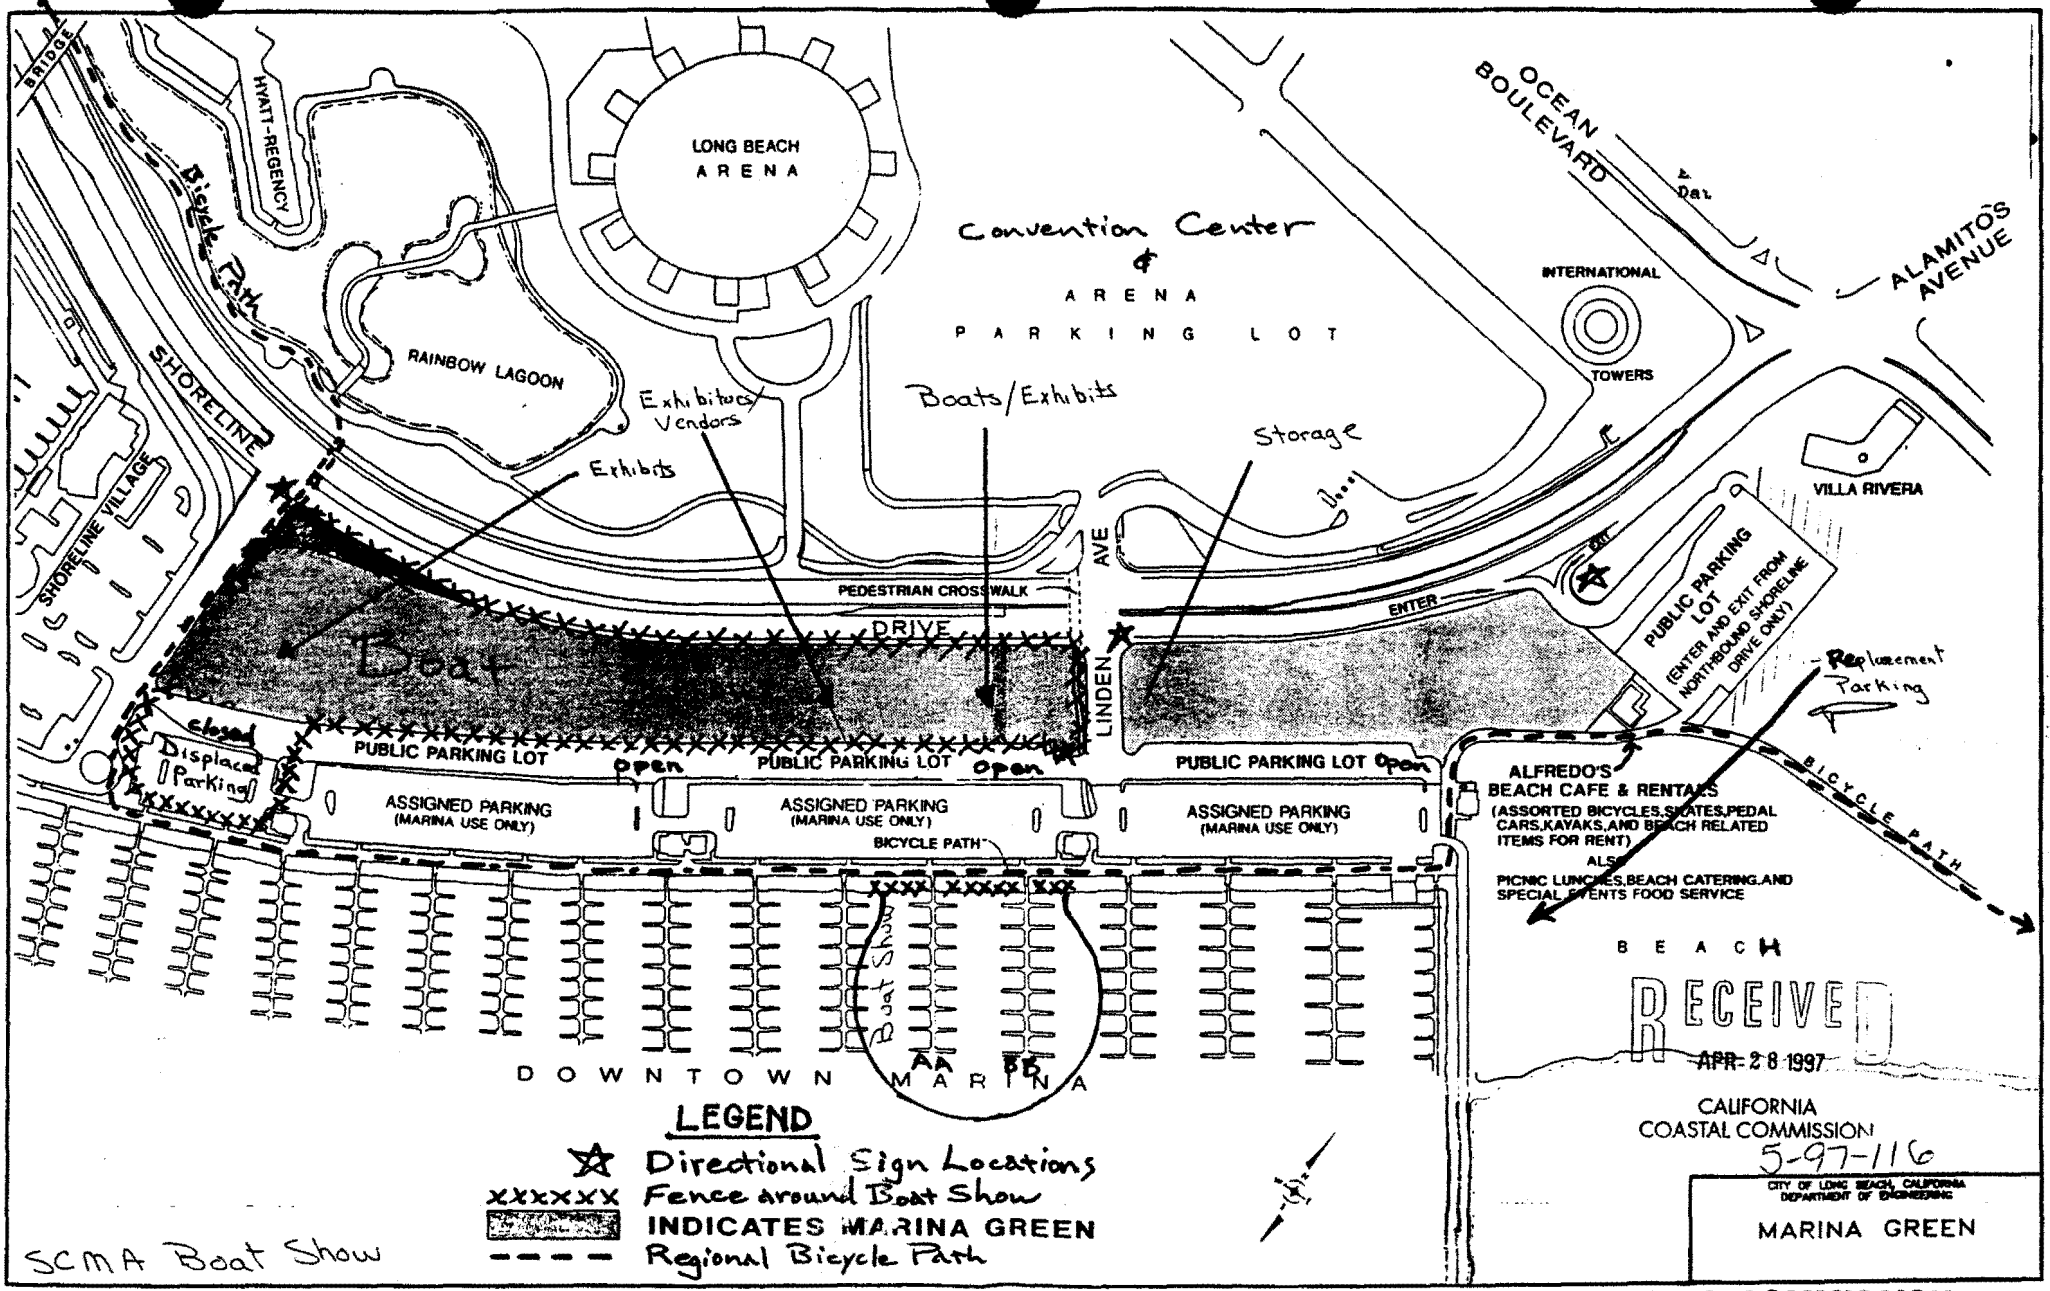 BRIDGE
HYATT-REGENCY
Bicycle Path
LONG BEACH
ARENA
OCEAN
BOULEVARD
Convention Center
&
ARENA
PARKING LOT
INTERNATIONAL
TOWERS
ALAMITOS
AVENUE
RAINBOW LAGOON
SHORELINE
SHORELINE VILLAGE
Vendors
Boats/Exhibits
Storage
Exhibits
VILLA RIVERA
AVE
PEDESTRIAN CROSSWALK
DRIVE
LINDEN
ENTER
EXIT
PUBLIC PARKING
LOT
(ENTER AND EXIT FROM
NORTHBOUND SHORELINE
DRIVE ONLY)
Replacement
Parking
Boat
closed
Displaced
Parking
PUBLIC PARKING LOT
open
PUBLIC PARKING LOT
open
PUBLIC PARKING LOT open
ASSIGNED PARKING
(MARINA USE ONLY)
ASSIGNED PARKING
(MARINA USE ONLY)
ASSIGNED PARKING
(MARINA USE ONLY)
BICYCLE PATH
ALFREDO'S
BEACH CAFE & RENTALS
(ASSORTED BICYCLES,SKATES,PEDAL
CARS,KAYAKS,AND BEACH RELATED
ITEMS FOR RENT)
ALSO
PICNIC LUNCHES,BEACH CATERING,AND
SPECIAL EVENTS FOOD SERVICE
BICYCLE PATH
BEACH
Boat Show
AA
BB
DOWNTOWN MARINA
RECEIVED
APR 28 1997
CALIFORNIA
COASTAL COMMISSION
5-97-116
LEGEND
Directional Sign Locations
xxxxxx Fence around Boat Show
INDICATES MARINA GREEN
Regional Bicycle Path
SCMA Boat Show
CITY OF LONG BEACH, CALIFORNIA
DEPARTMENT OF ENGINEERING
MARINA GREEN